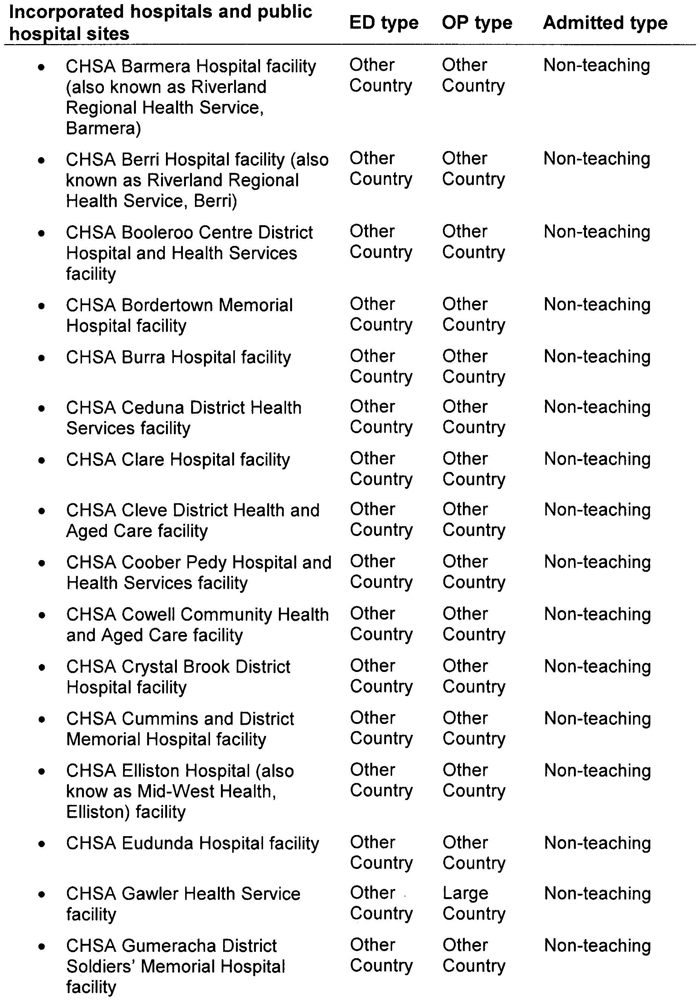 Incorporated hospitals and public hospital sites ED type OP type Admitted type
• CHSA Barmera Hospital facility Other Other Non-teaching
(also known as Riverland Country Country
Regional Health Service,
Barmera)
• CHSA Berri Hospital facility (also Other Other Non-teaching
known as Riverland Regional Country Country
Health Service, Berri)
• CHSA Booleroo Centre District Other Other Non-teaching
Hospital and Health Services Country Country
facility
• CHSA Bordertown Memorial Other Other Non-teaching
Hospital facility Country Country
• CHSA Burra Hospital facility Other Other Non-teaching
Country Country
• CHSA Ceduna District Health Other Other Non-teaching
Services facility Country Country
• CHSA Clare Hospital facility Other Other Non-teaching
Country Country
• CHSA Cleve District Health and Other Other Non-teaching
Aged Care facility Country Country
• CHSA Coober Pedy Hospital and Other Other Non-teaching
Health Services facility Country Country
• CHSA Cowell Community Health Other Other Non-teaching
and Aged Care facility Country Country
• CHSA Crystal Brook District Other Other Non-teaching
Hospital facility Country Country
• CHSA Cummins and District Other Other Non-teaching
Memorial Hospital facility Country Country
• CHSA Elliston Hospital (also Other Other Non-teaching
know as Mid-West Health, Country Country
Elliston) facility
• CHSA Eudunda Hospital facility Other Other Non-teaching
Country Country
• CHSA Gawler Health Service Other Large Non-teaching
facility Country Country
• CHSA Gumeracha District Other Other Non-teaching
Soldiers’ Memorial Hospital Country Country
facility